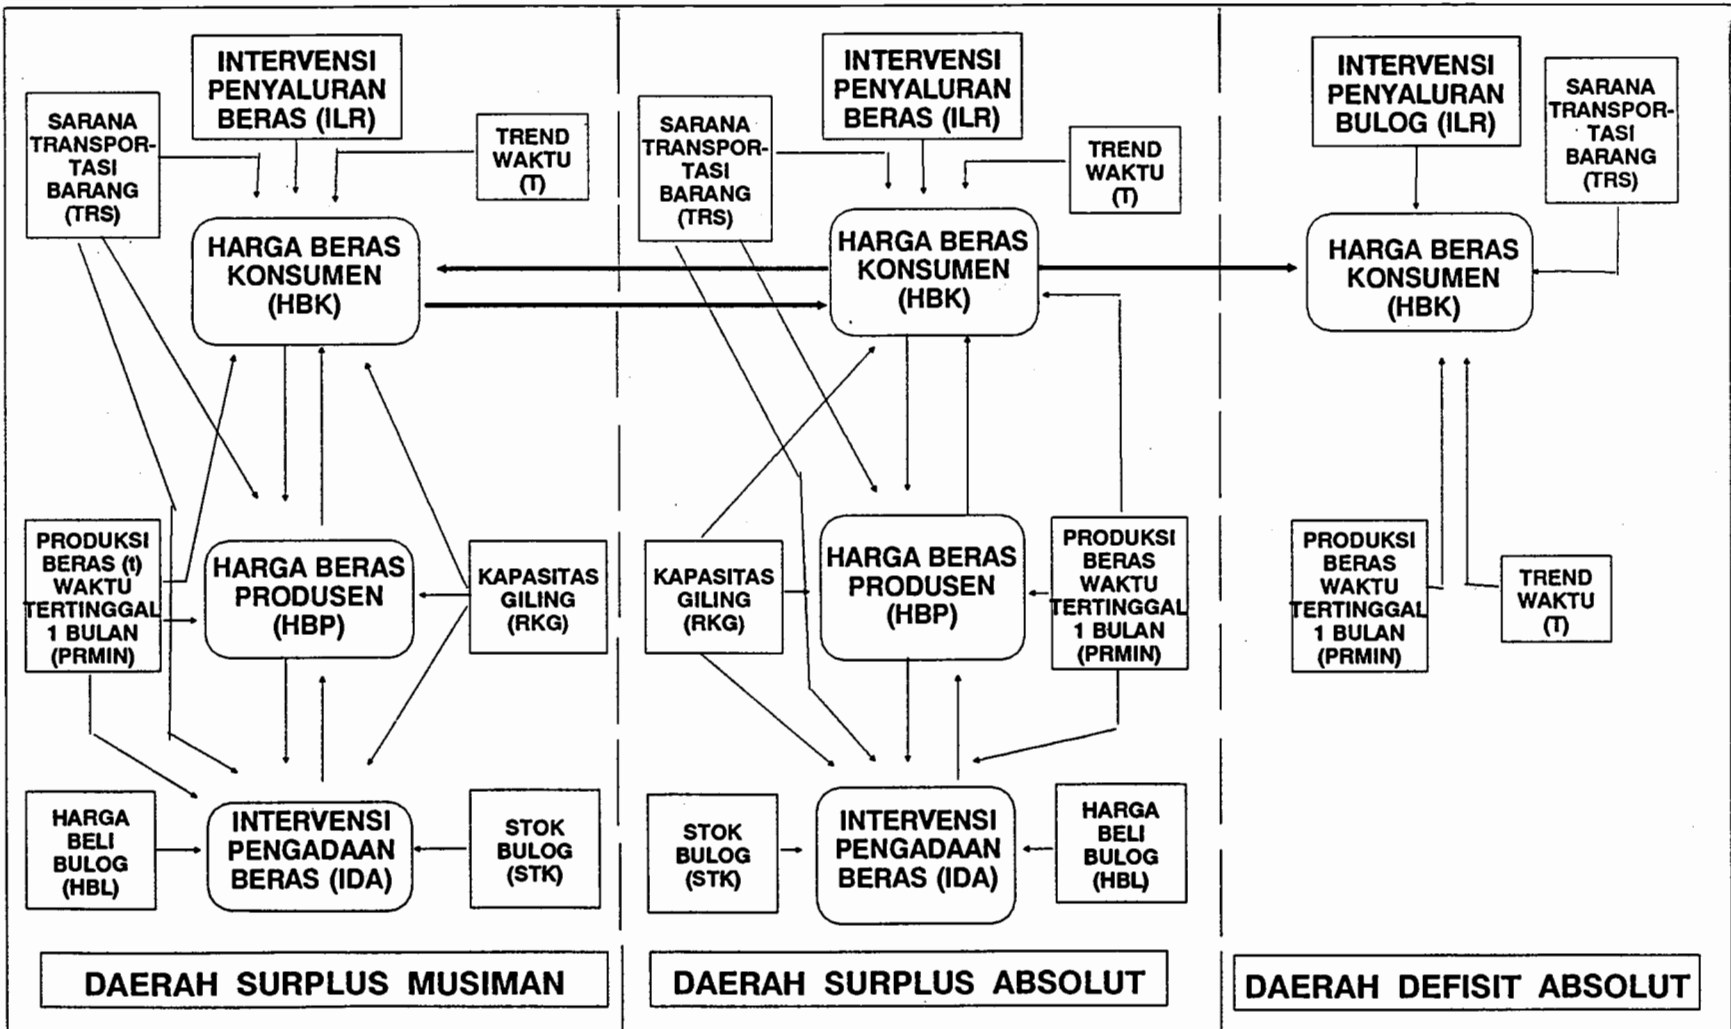 INTERVENSI
PENYALURAN
BERAS (ILR)
SARANA
TRANSPOR-
TASI
BARANG
(TRS)
TREND
WAKTU
(T)
HARGA BERAS
KONSUMEN
(HBK)
PRODUKSI
BERAS (t)
WAKTU
TERTINGGAL
1 BULAN
(PRMIN)
HARGA BERAS
PRODUSEN
(HBP)
KAPASITAS
GILING
(RKG)
HARGA
BELI
BULOG
(HBL)
INTERVENSI
PENGADAAN
BERAS (IDA)
STOK
BULOG
(STK)
DAERAH SURPLUS MUSIMAN
INTERVENSI
PENYALURAN
BERAS (ILR)
SARANA
TRANSPOR-
TASI
BARANG
(TRS)
TREND
WAKTU
(T)
HARGA BERAS
KONSUMEN
(HBK)
KAPASITAS
GILING
(RKG)
HARGA BERAS
PRODUSEN
(HBP)
PRODUKSI
BERAS
WAKTU
TERTINGGAL
1 BULAN
(PRMIN)
STOK
BULOG
(STK)
INTERVENSI
PENGADAAN
BERAS (IDA)
HARGA
BELI
BULOG
(HBL)
DAERAH SURPLUS ABSOLUT
INTERVENSI
PENYALURAN
BULOG (ILR)
SARANA
TRANSPOR-
TASI
BARANG
(TRS)
HARGA BERAS
KONSUMEN
(HBK)
PRODUKSI
BERAS
WAKTU
TERTINGGAL
1 BULAN
(PRMIN)
TREND
WAKTU
(T)
DAERAH DEFISIT ABSOLUT